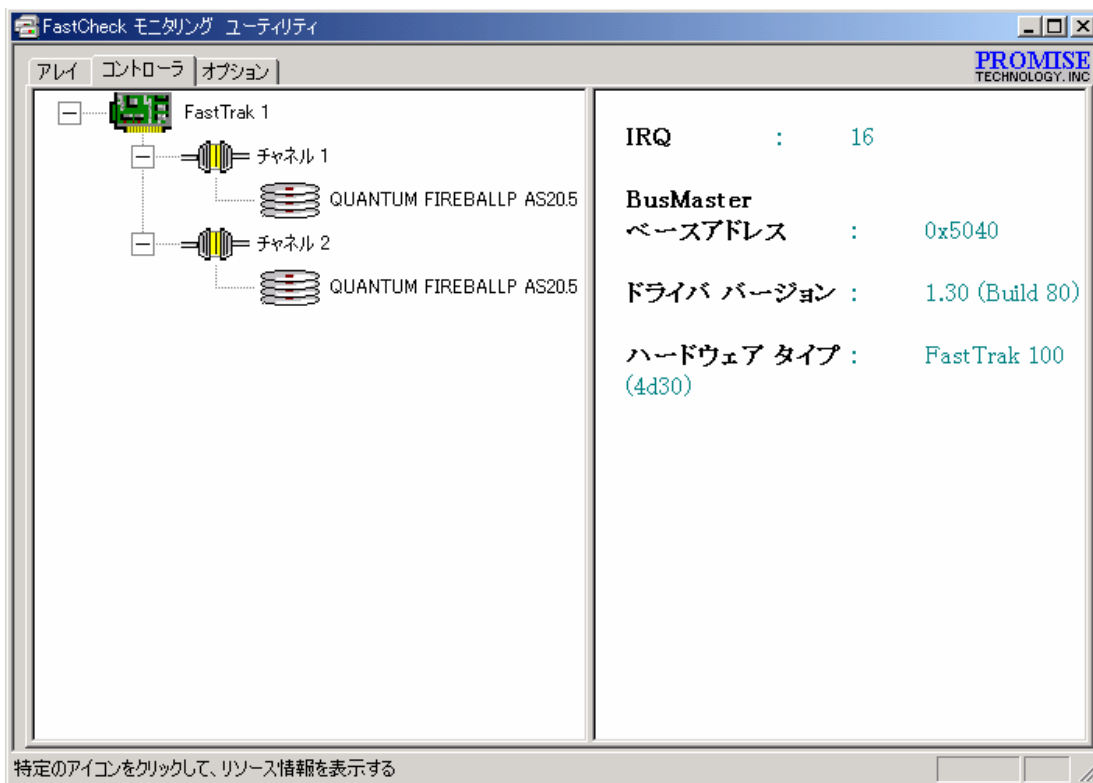 FastCheck モニタリング ユーティリティ
アレイ コントローラ オプション
PROMISE
TECHNOLOGY, INC
FastTrak 1
チャネル 1
QUANTUM FIREBALLP AS20.5
チャネル 2
QUANTUM FIREBALLP AS20.5
IRQ : 16
BusMaster
ベースアドレス : 0x5040
ドライバ バージョン : 1.30 (Build 80)
ハードウェア タイプ : FastTrak 100
(4d30)
特定のアイコンをクリックして、リソース情報を表示する